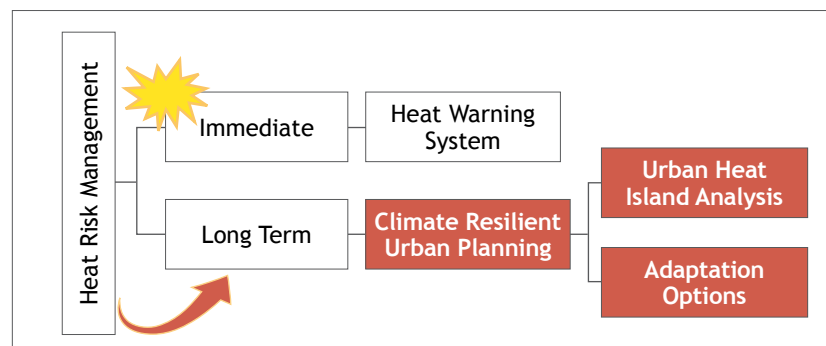 Heat Risk Management
Immediate
Heat Warning
System
Long Term
Climate Resilient
Urban Planning
Urban Heat
Island Analysis
Adaptation
Options